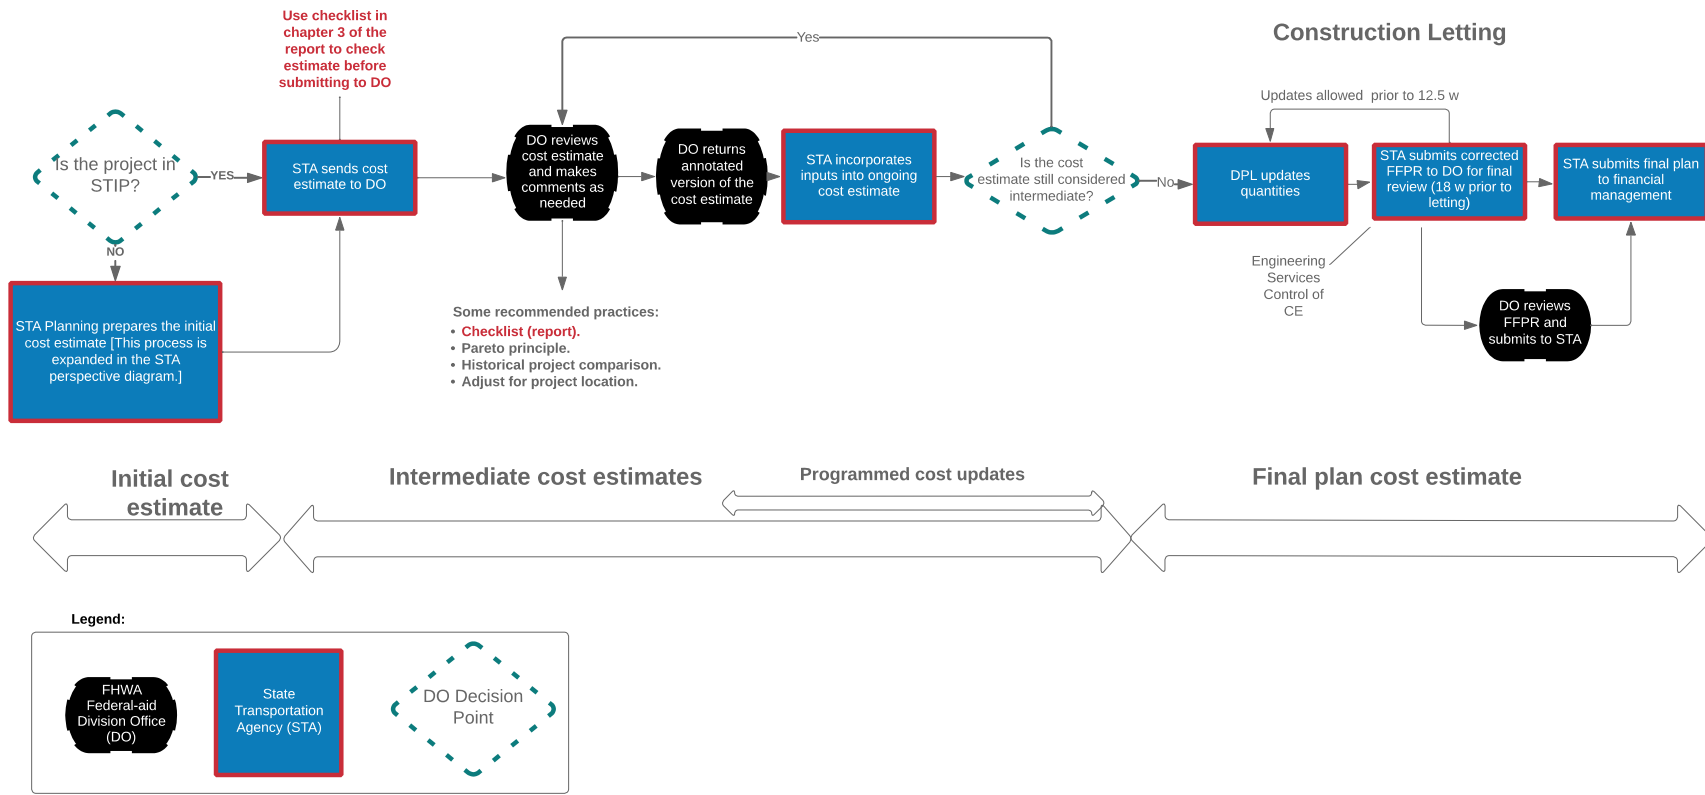 Use checklist in
chapter 3 of the
report to check
estimate before
submitting to DO
Construction Letting
Yes
Updates allowed  prior to 12.5 w
Is the project in
STIP?
YES
STA sends cost
estimate to DO
DO reviews
cost estimate
and makes
comments as
needed
DO returns
annotated
version of the
cost estimate
STA incorporates
inputs into ongoing
cost estimate
Is the cost
estimate still considered
intermediate?
No
DPL updates
quantities
STA submits corrected
FFPR to DO for final
review (18 w prior to
letting)
STA submits final plan
to financial
management
NO
STA Planning prepares the initial
cost estimate [This process is
expanded in the STA
perspective diagram.]
Some recommended practices:
• Checklist (report).
• Pareto principle.
• Historical project comparison.
• Adjust for project location.
Engineering
Services
Control of
CE
DO reviews
FFPR and
submits to STA
Initial cost
estimate
Intermediate cost estimates
Programmed cost updates
Final plan cost estimate
Legend:
FHWA
Federal-aid
Division Office
(DO)
State
Transportation
Agency (STA)
DO Decision
Point